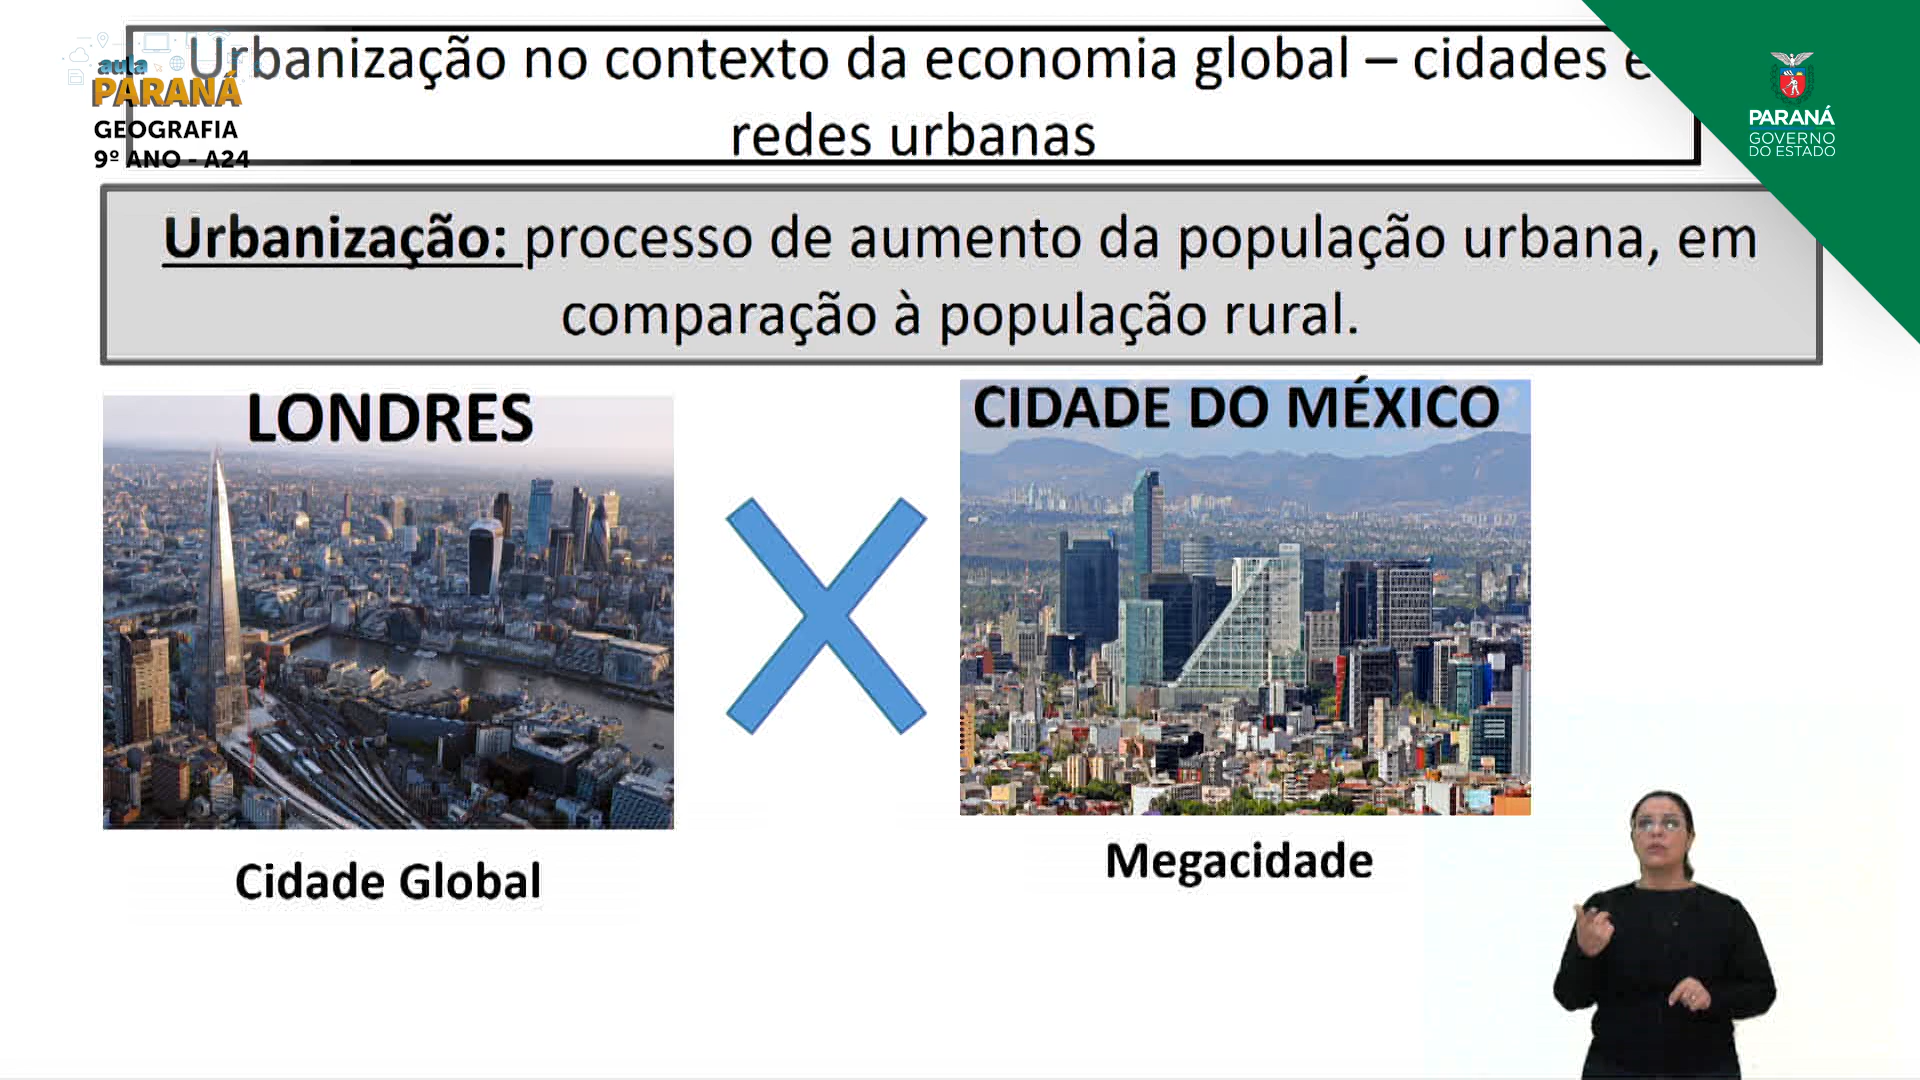 Urbanização no contexto da economia global – cidades e
redes urbanas
aula
PARANÁ
GEOGRAFIA
9º ANO - A24
PARANÁ
GOVERNO
DO ESTADO
Urbanização: processo de aumento da população urbana, em
comparação à população rural.
LONDRES
CIDADE DO MÉXICO
Cidade Global
Megacidade